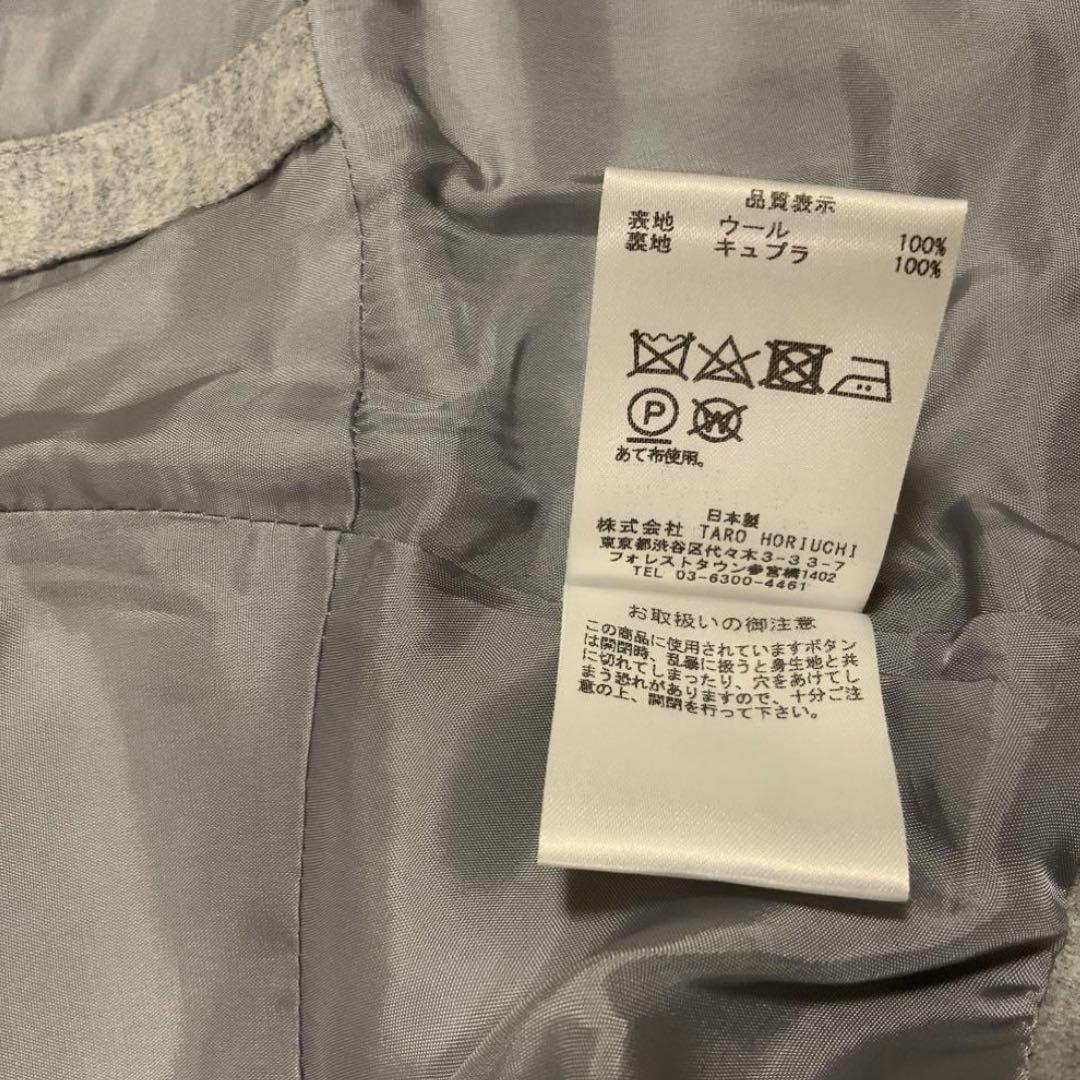 品質表示
表地 ウール 100%
裏地 キュプラ 100%
P W
あて布使用。
日本製
株式会社 TARO HORIUCHI
東京都渋谷区代々木3-33-7
フォレストタウン参宮橋1402
TEL 03-6300-4461
お取扱いの御注意
この商品に使用されていますボタン
は開閉時、乱暴に扱うと身生地と共
に切れてしまったり、穴をあけてし
まう恐れがありますので、十分ご注
意の上、開閉を行って下さい。